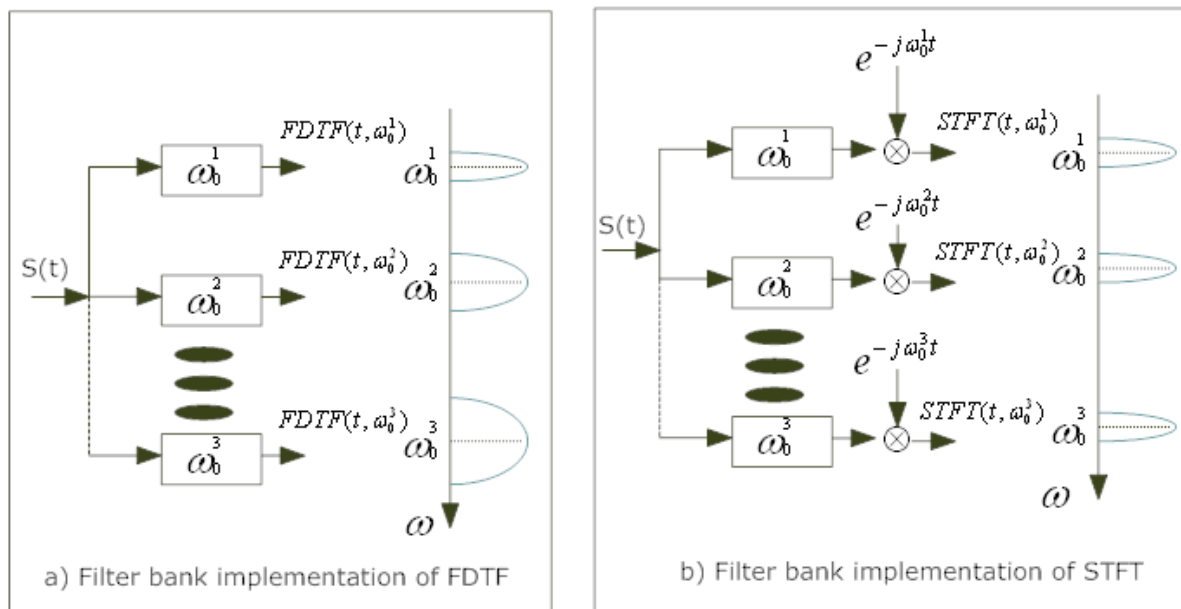 FDTF(t, ω₀¹)
ω₀¹
ω₀¹
S(t)
FDTF(t, ω₀²)
ω₀²
ω₀²
FDTF(t, ω₀³)
ω₀³
ω₀³
ω
a) Filter bank implementation of FDTF
e^{-jω₀¹t}
STFT(t, ω₀¹)
ω₀¹
ω₀¹
S(t)
e^{-jω₀²t}
STFT(t, ω₀²)
ω₀²
ω₀²
e^{-jω₀³t}
STFT(t, ω₀³)
ω₀³
ω₀³
ω
b) Filter bank implementation of STFT